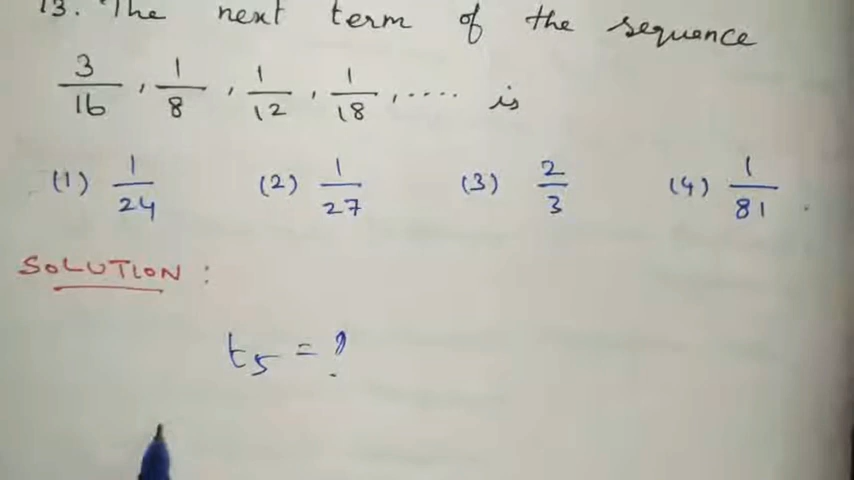 13. The next term of the sequence
3/16, 1/8, 1/12, 1/18, .... is
(1) 1/24 (2) 1/27 (3) 2/3 (4) 1/81.
SOLUTION :
t₅ = ?